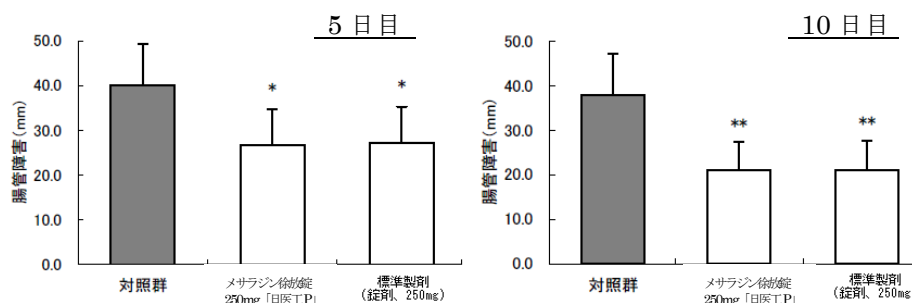 5 日目
50.0
40.0
30.0
20.0
10.0
0.0
腸管障害(mm)
*
*
対照群
メサラジン徐放錠
250mg「日医工P」
標準製剤
(錠剤、250mg)
10 日目
50.0
40.0
30.0
20.0
10.0
0.0
腸管障害(mm)
**
**
対照群
メサラジン徐放錠
250mg「日医工P」
標準製剤
(錠剤、250mg)